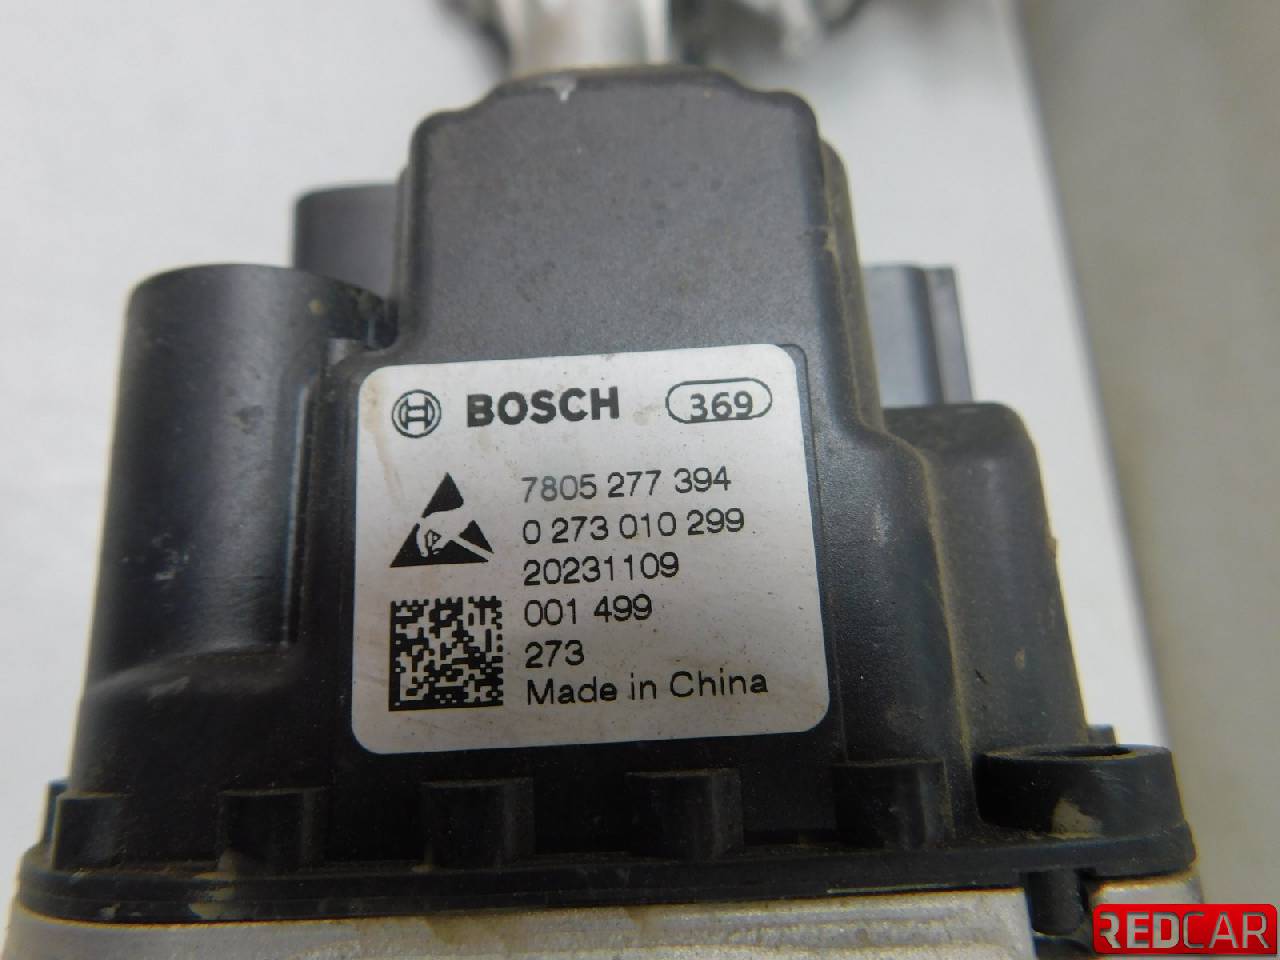 BOSCH 369
7805 277 394
0 273 010 299
20231109
001 499
273
Made in China
REDCAR